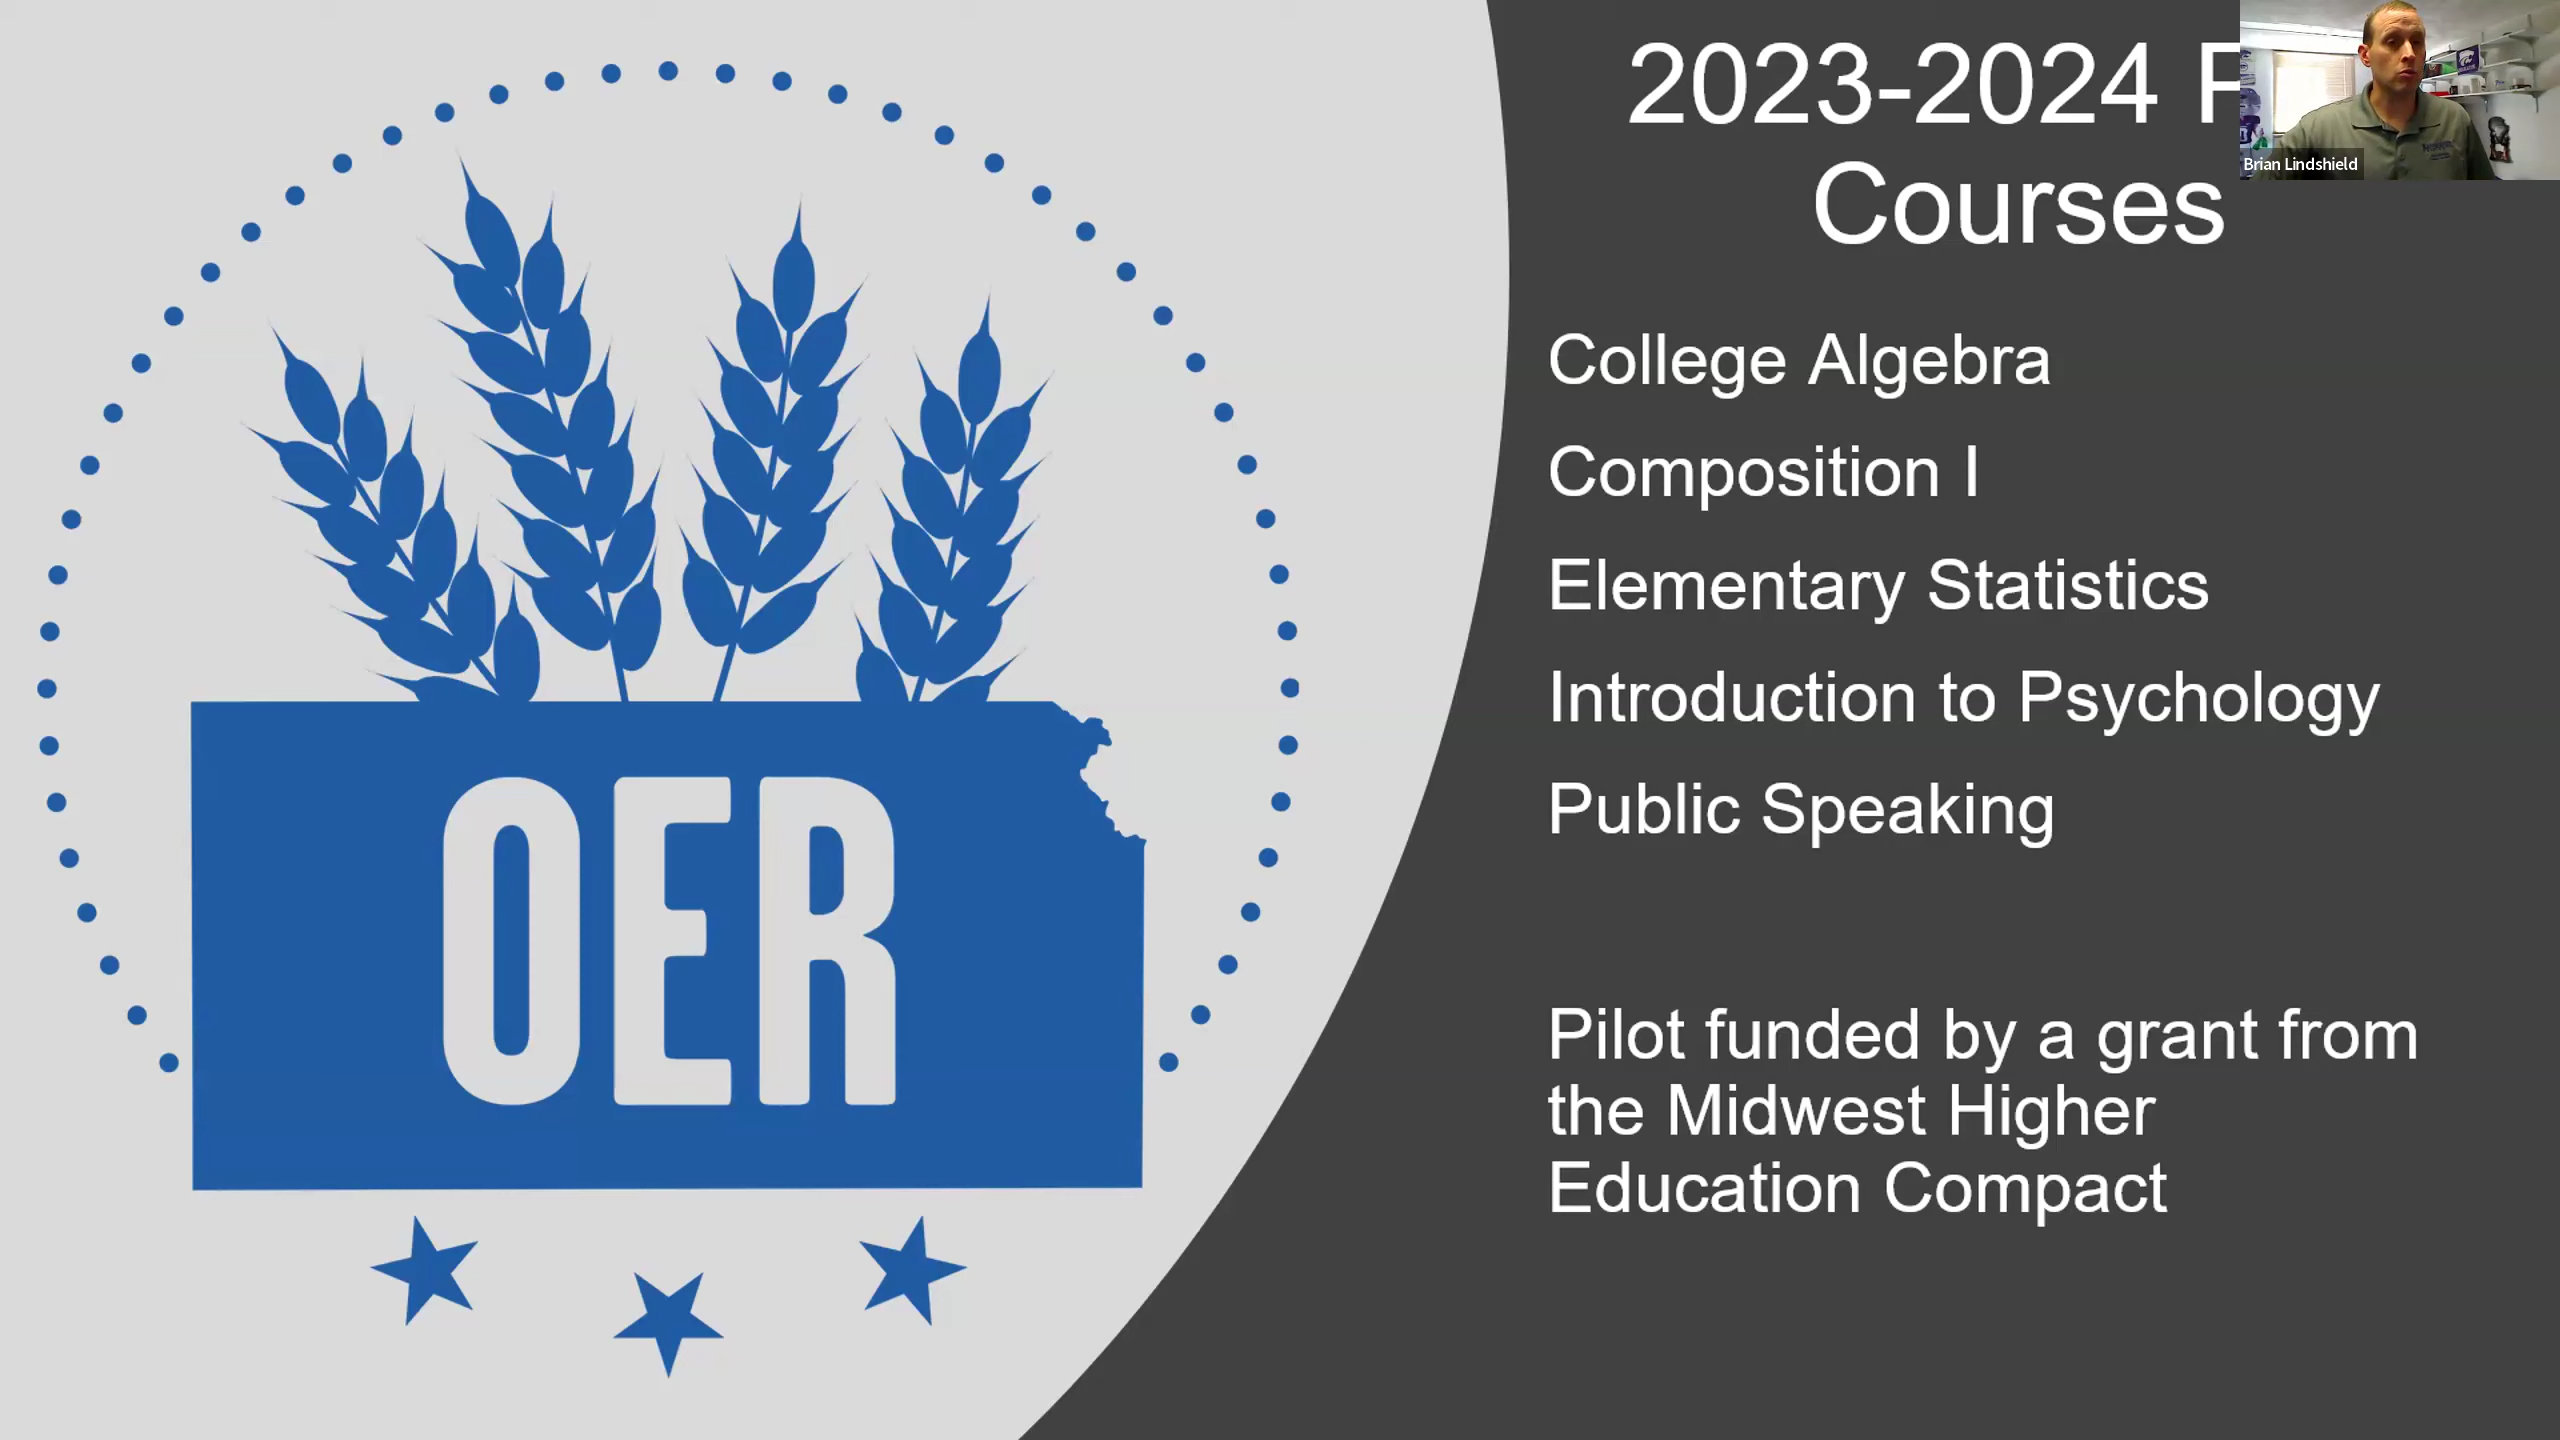 2023-2024
Courses
Brian Lindshield
College Algebra
Composition I
Elementary Statistics
Introduction to Psychology
Public Speaking
Pilot funded by a grant from
the Midwest Higher
Education Compact
OER